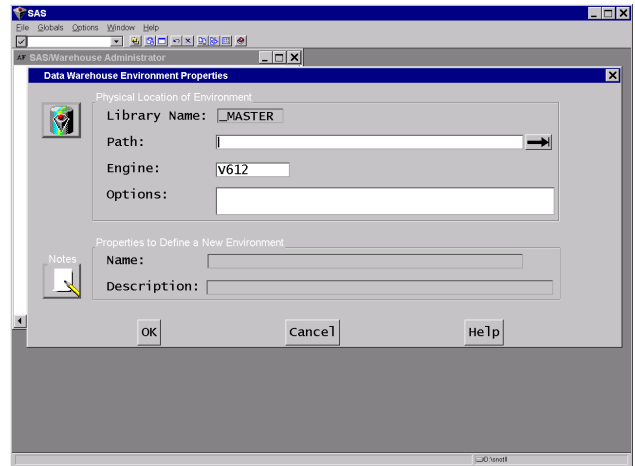 SAS
File Globals Options Window Help
SAS/Warehouse Administrator
Data Warehouse Environment Properties
Physical Location of Environment
Library Name: _MASTER
Path:
Engine: V612
Options:
Properties to Define a New Environment
Notes
Name:
Description:
OK Cancel Help